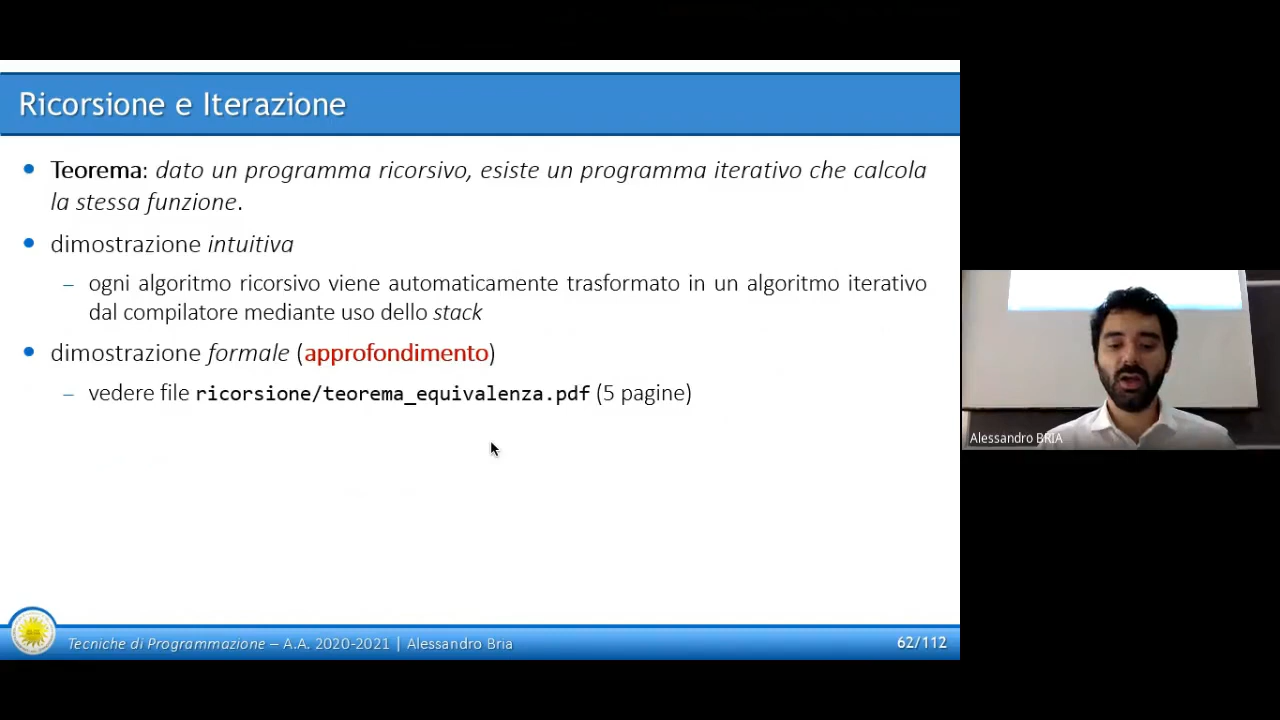 Ricorsione e Iterazione
Teorema: dato un programma ricorsivo, esiste un programma iterativo che calcola
la stessa funzione.
dimostrazione intuitiva
– ogni algoritmo ricorsivo viene automaticamente trasformato in un algoritmo iterativo
dal compilatore mediante uso dello stack
dimostrazione formale (approfondimento)
– vedere file ricorsione/teorema_equivalenza.pdf (5 pagine)
Alessandro BRIA
Tecniche di Programmazione – A.A. 2020-2021 | Alessandro Bria
62/112